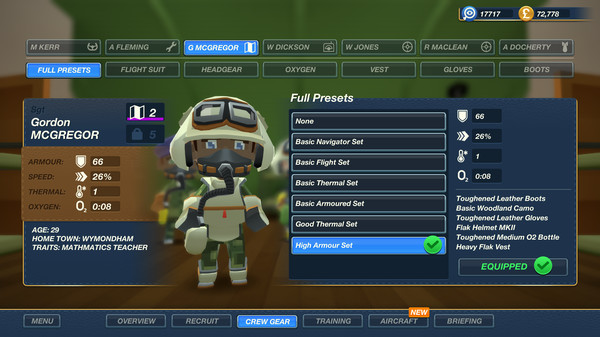 17717 72,778
M KERR A FLEMING G MCGREGOR W DICKSON W JONES R MACLEAN A DOCHERTY
FULL PRESETS FLIGHT SUIT HEADGEAR OXYGEN VEST GLOVES BOOTS
Sgt
Gordon
MCGREGOR
2
5
ARMOUR: 66
SPEED: 26%
THERMAL: 1
OXYGEN: O2 0:08
AGE: 29
HOME TOWN: WYMONDHAM
TRAITS: MATHMATICS TEACHER
Full Presets
None
Basic Navigator Set
Basic Flight Set
Basic Thermal Set
Basic Armoured Set
Good Thermal Set
High Armour Set
66
26%
1
O2 0:08
Toughened Leather Boots
Basic Woodland Camo
Toughened Leather Gloves
Flak Helmet MKII
Toughened Medium O2 Bottle
Heavy Flak Vest
EQUIPPED
NEW
MENU OVERVIEW RECRUIT CREW GEAR TRAINING AIRCRAFT BRIEFING